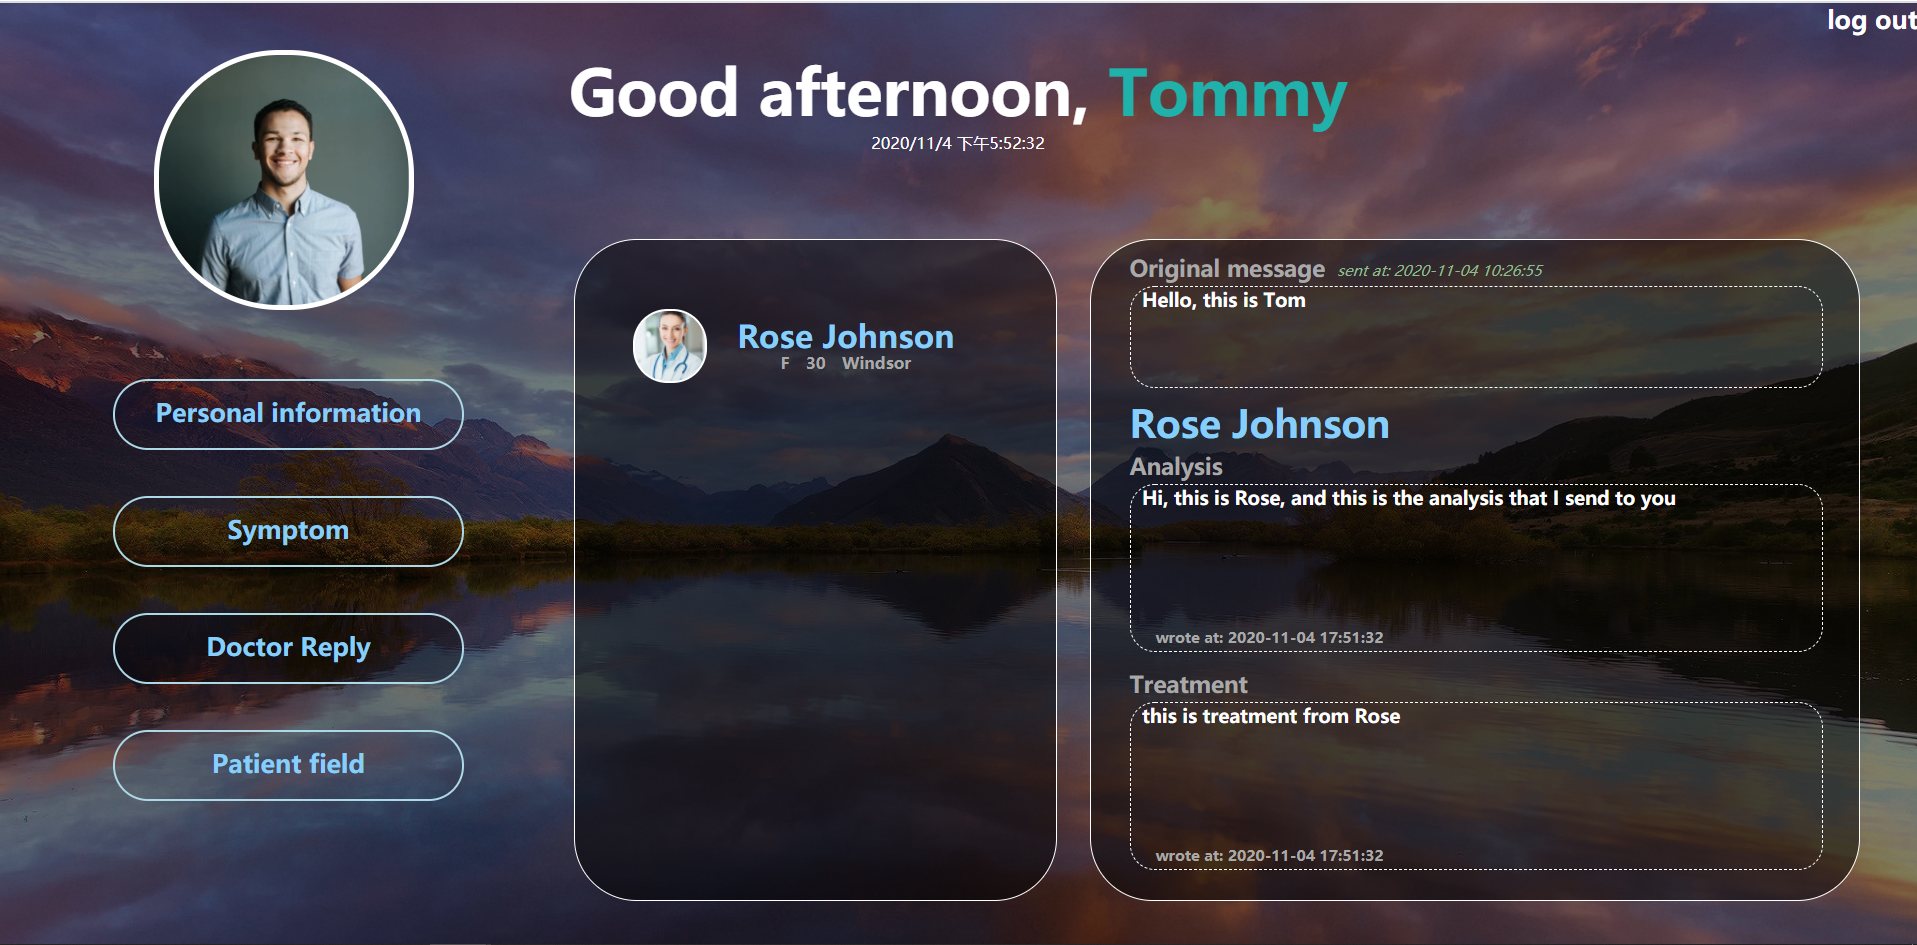 log out
Good afternoon, Tommy
2020/11/4 下午5:52:32
Personal information
Symptom
Doctor Reply
Patient field
Rose Johnson
F 30 Windsor
Original message sent at: 2020-11-04 10:26:55
Hello, this is Tom
Rose Johnson
Analysis
Hi, this is Rose, and this is the analysis that I send to you
wrote at: 2020-11-04 17:51:32
Treatment
this is treatment from Rose
wrote at: 2020-11-04 17:51:32